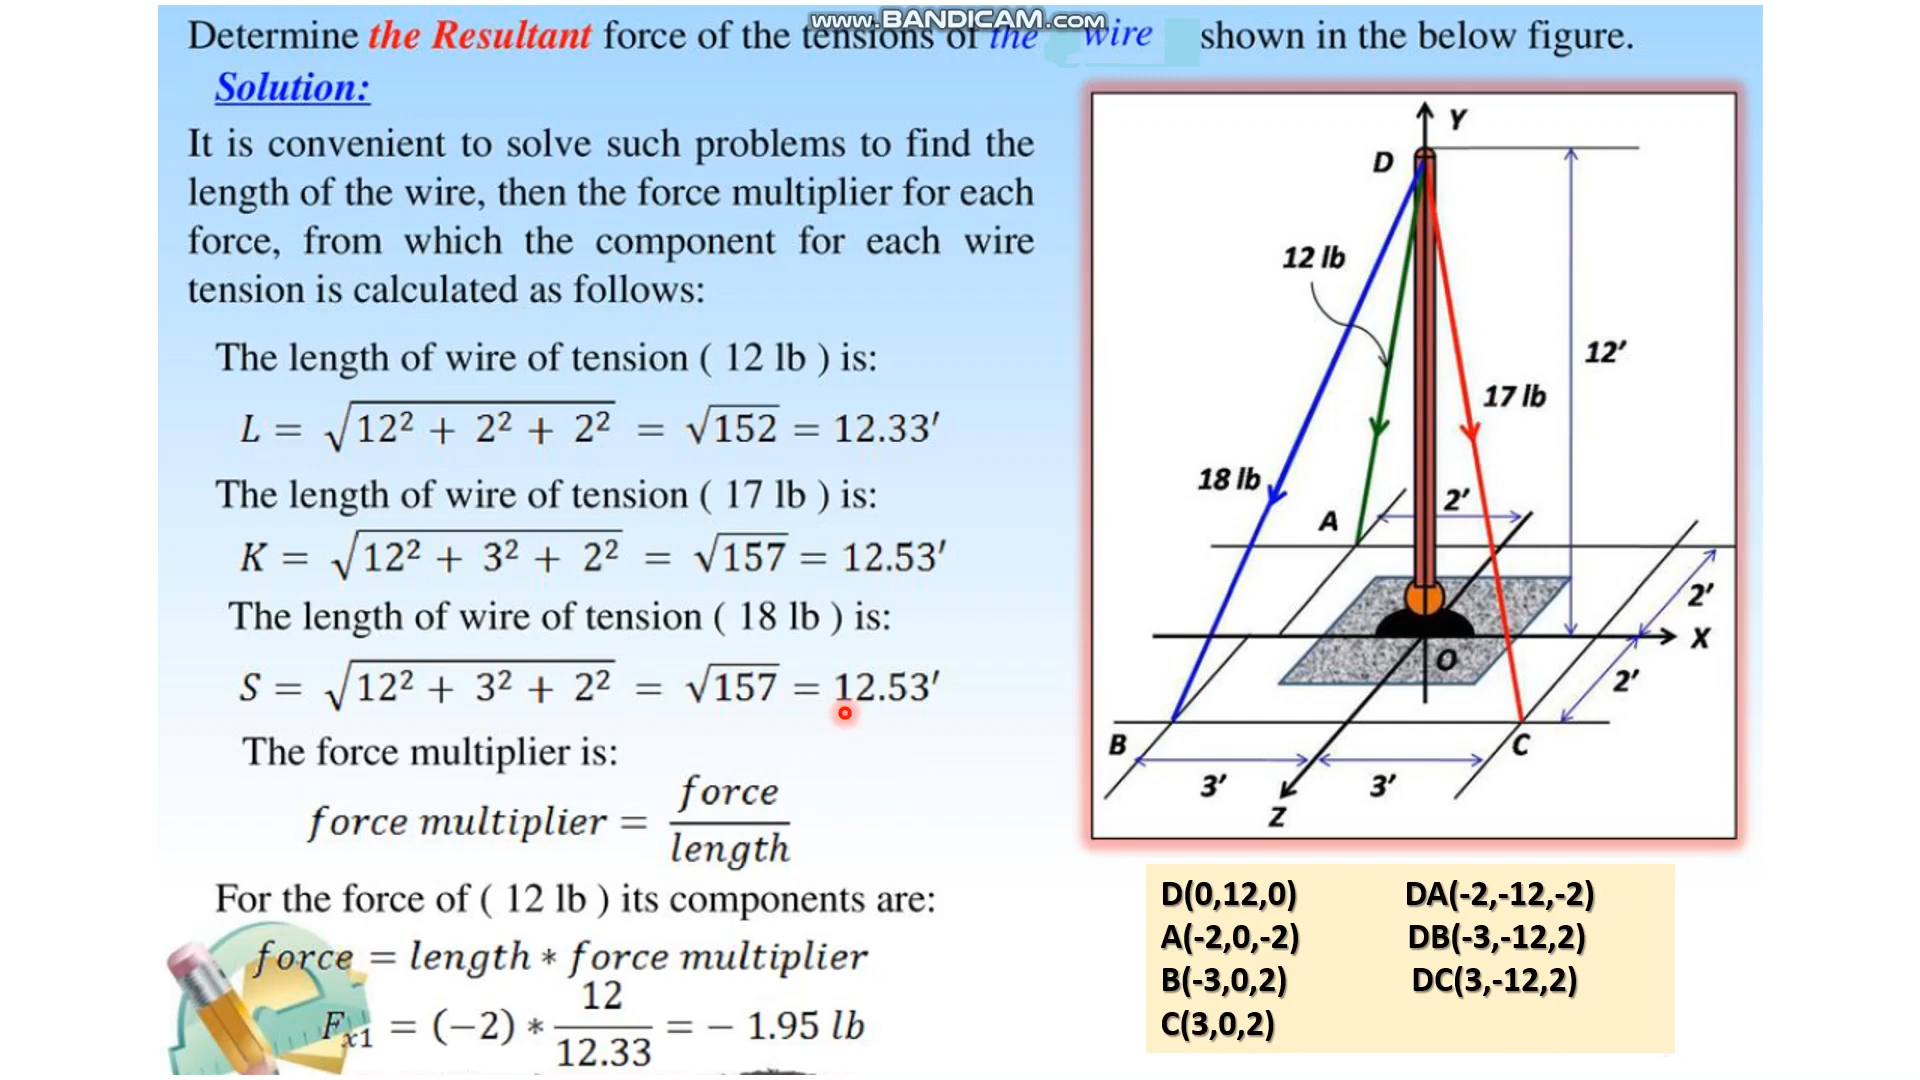 www.BANDICAM.com
Determine the Resultant force of the tensions of the wire shown in the below figure.
Solution:
It is convenient to solve such problems to find the
length of the wire, then the force multiplier for each
force, from which the component for each wire
tension is calculated as follows:
The length of wire of tension ( 12 lb ) is:
L = √(12² + 2² + 2²) = √152 = 12.33′
The length of wire of tension ( 17 lb ) is:
K = √(12² + 3² + 2²) = √157 = 12.53′
The length of wire of tension ( 18 lb ) is:
S = √(12² + 3² + 2²) = √157 = 12.53′
The force multiplier is:
force multiplier = force / length
For the force of ( 12 lb ) its components are:
force = length * force multiplier
Fx1 = (−2) * 12 / 12.33 = − 1.95 lb
Y
D
12 lb
12′
17 lb
18 lb
2′
A
2′
X
O
2′
B
C
3′
3′
Z
D(0,12,0) DA(-2,-12,-2)
A(-2,0,-2) DB(-3,-12,2)
B(-3,0,2) DC(3,-12,2)
C(3,0,2)